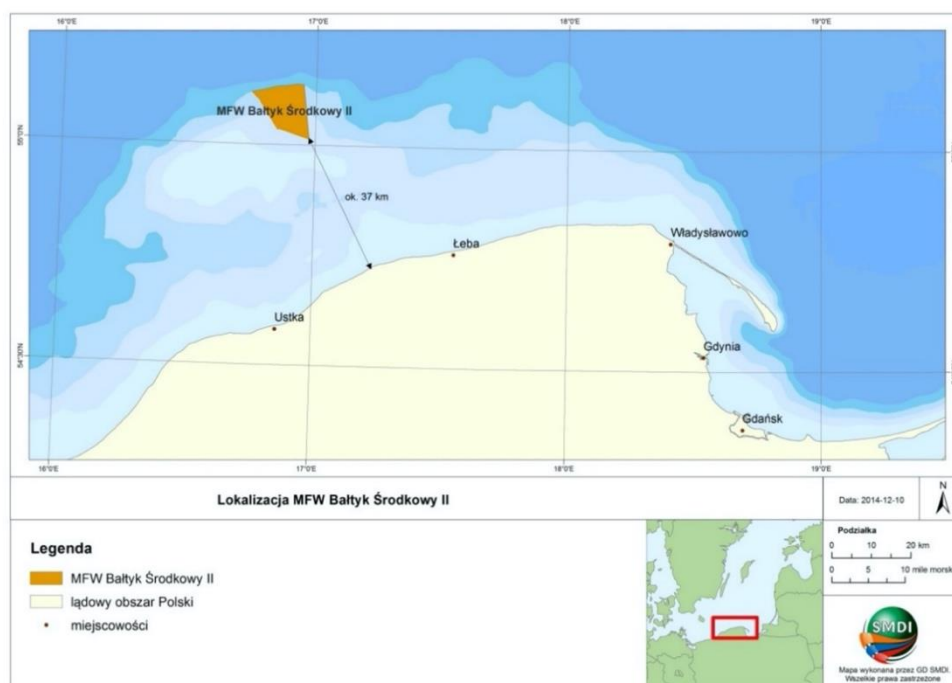 16°0'E 17°0'E 18°0'E 19°0'E
MFW Bałtyk Środkowy II
55°0'N
ok. 37 km
Władysławowo
Łeba
Ustka
54°30'N
Gdynia
Gdańsk
16°0'E 17°0'E 18°0'E 19°0'E
Lokalizacja MFW Bałtyk Środkowy II
Data: 2014-12-10
N
Legenda
MFW Bałtyk Środkowy II
lądowy obszar Polski
miejscowości
Podziałka
0 10 20 km
0 5 10 mile morsk
SMDI
Mapa wykonana przez GD SMDI.
Wszelkie prawa zastrzeżone